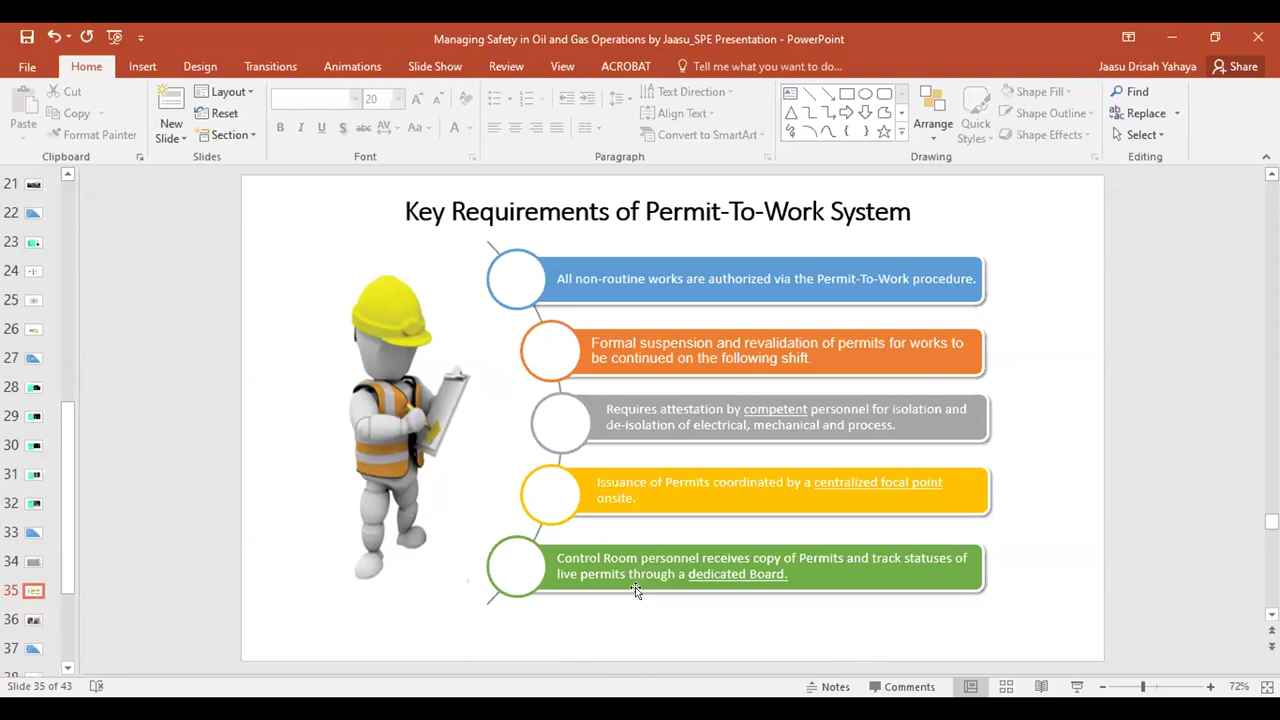 Managing Safety in Oil and Gas Operations by Jaasu_SPE Presentation - PowerPoint
File Home Insert Design Transitions Animations Slide Show Review View ACROBAT Tell me what you want to do... Jaasu Drisah Yahaya Share
Cut Layout 20 Text Direction Shape Fill Find
Paste Copy New Slide Reset Align Text Arrange Quick Styles Shape Outline Replace
Format Painter Section Convert to SmartArt Shape Effects Select
Clipboard Slides Font Paragraph Drawing Editing
21
22
23
24
25
26
27
28
29
30
31
32
33
34
35
36
37
Key Requirements of Permit-To-Work System
All non-routine works are authorized via the Permit-To-Work procedure.
Formal suspension and revalidation of permits for works to
be continued on the following shift.
Requires attestation by competent personnel for isolation and
de-isolation of electrical, mechanical and process.
Issuance of Permits coordinated by a centralized focal point
onsite.
Control Room personnel receives copy of Permits and track statuses of
live permits through a dedicated Board.
Slide 35 of 43 Notes Comments 72%